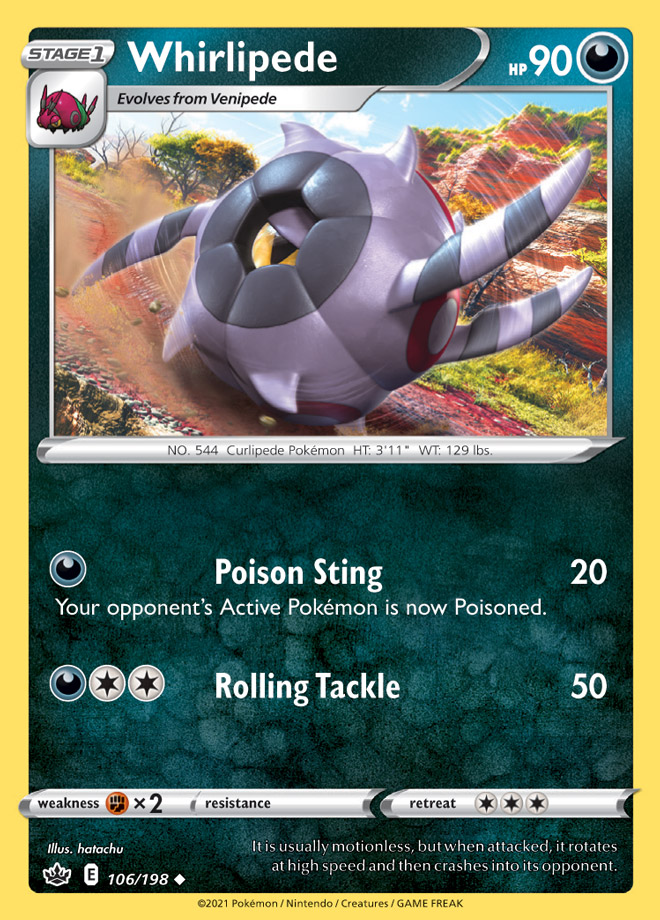 STAGE 1
Whirlipede
HP 90
Evolves from Venipede
NO. 544 Curlipede Pokémon HT: 3'11" WT: 129 lbs.
Poison Sting 20
Your opponent's Active Pokémon is now Poisoned.
Rolling Tackle 50
weakness ×2 resistance retreat
Illus. hatachu
It is usually motionless, but when attacked, it rotates
at high speed and then crashes into its opponent.
E 106/198
©2021 Pokémon / Nintendo / Creatures / GAME FREAK